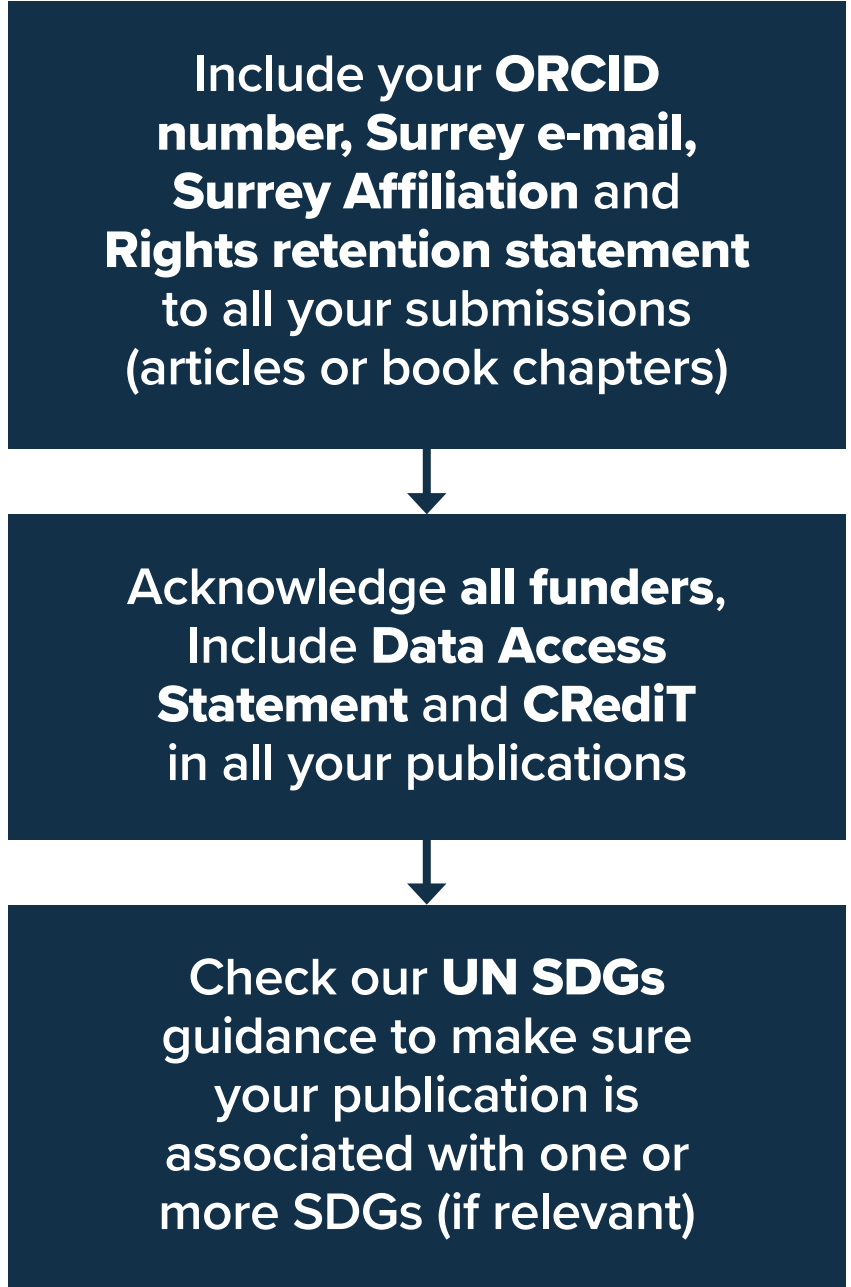 Include your ORCID
number, Surrey e-mail,
Surrey Affiliation and
Rights retention statement
to all your submissions
(articles or book chapters)
Acknowledge all funders,
Include Data Access
Statement and CRediT
in all your publications
Check our UN SDGs
guidance to make sure
your publication is
associated with one or
more SDGs (if relevant)